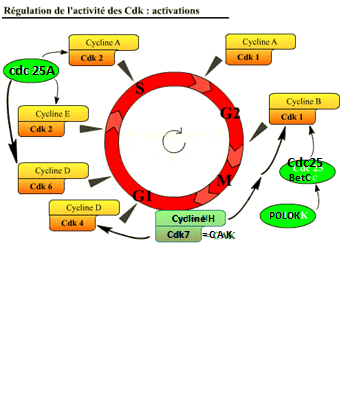 Régulation de l'activité des Cdk : activations
Cycline A
Cdk 2
Cycline A
Cdk 1
cdc 25A
S
G2
Cycline E
Cdk 2
Cycline B
Cdk 1
Cycline D
Cdk 6
M
Cdc25
BetC
G1
Cycline D
Cdk 4
Cycline H
Cdk7 = CAK
POLOK